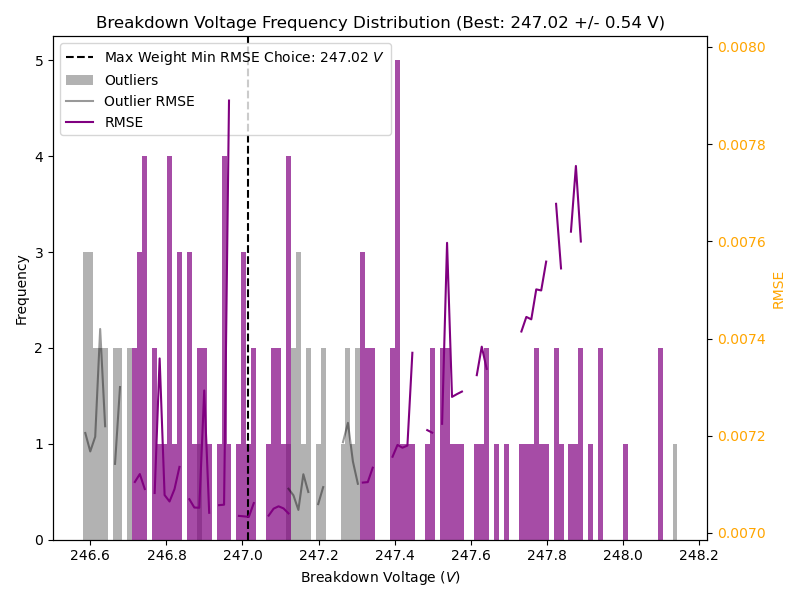 Breakdown Voltage Frequency Distribution (Best: 247.02 +/- 0.54 V)
Max Weight Min RMSE Choice: 247.02 V
Outliers
Outlier RMSE
RMSE
Frequency
5
4
3
2
1
0
0.0080
0.0078
0.0076
0.0074
0.0072
0.0070
RMSE
246.6 246.8 247.0 247.2 247.4 247.6 247.8 248.0 248.2
Breakdown Voltage (V)